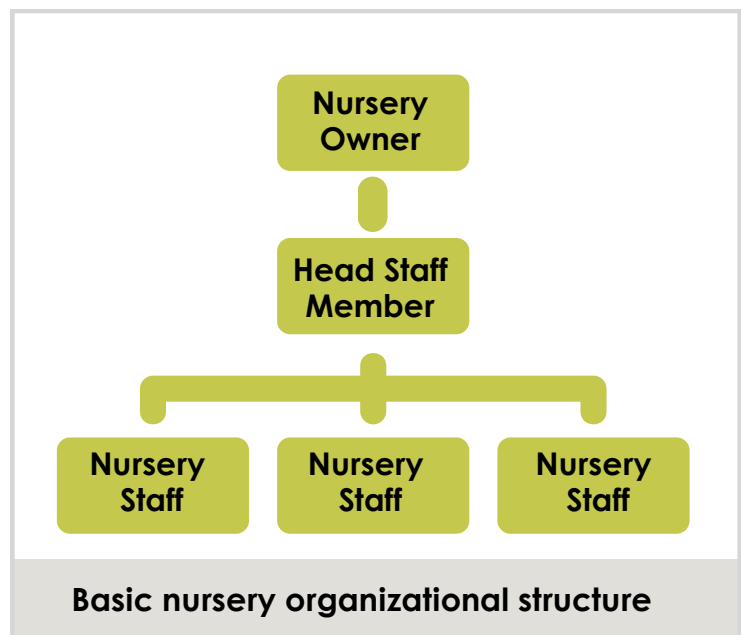 Nursery
Owner
Head Staff
Member
Nursery
Staff
Nursery
Staff
Nursery
Staff
Basic nursery organizational structure